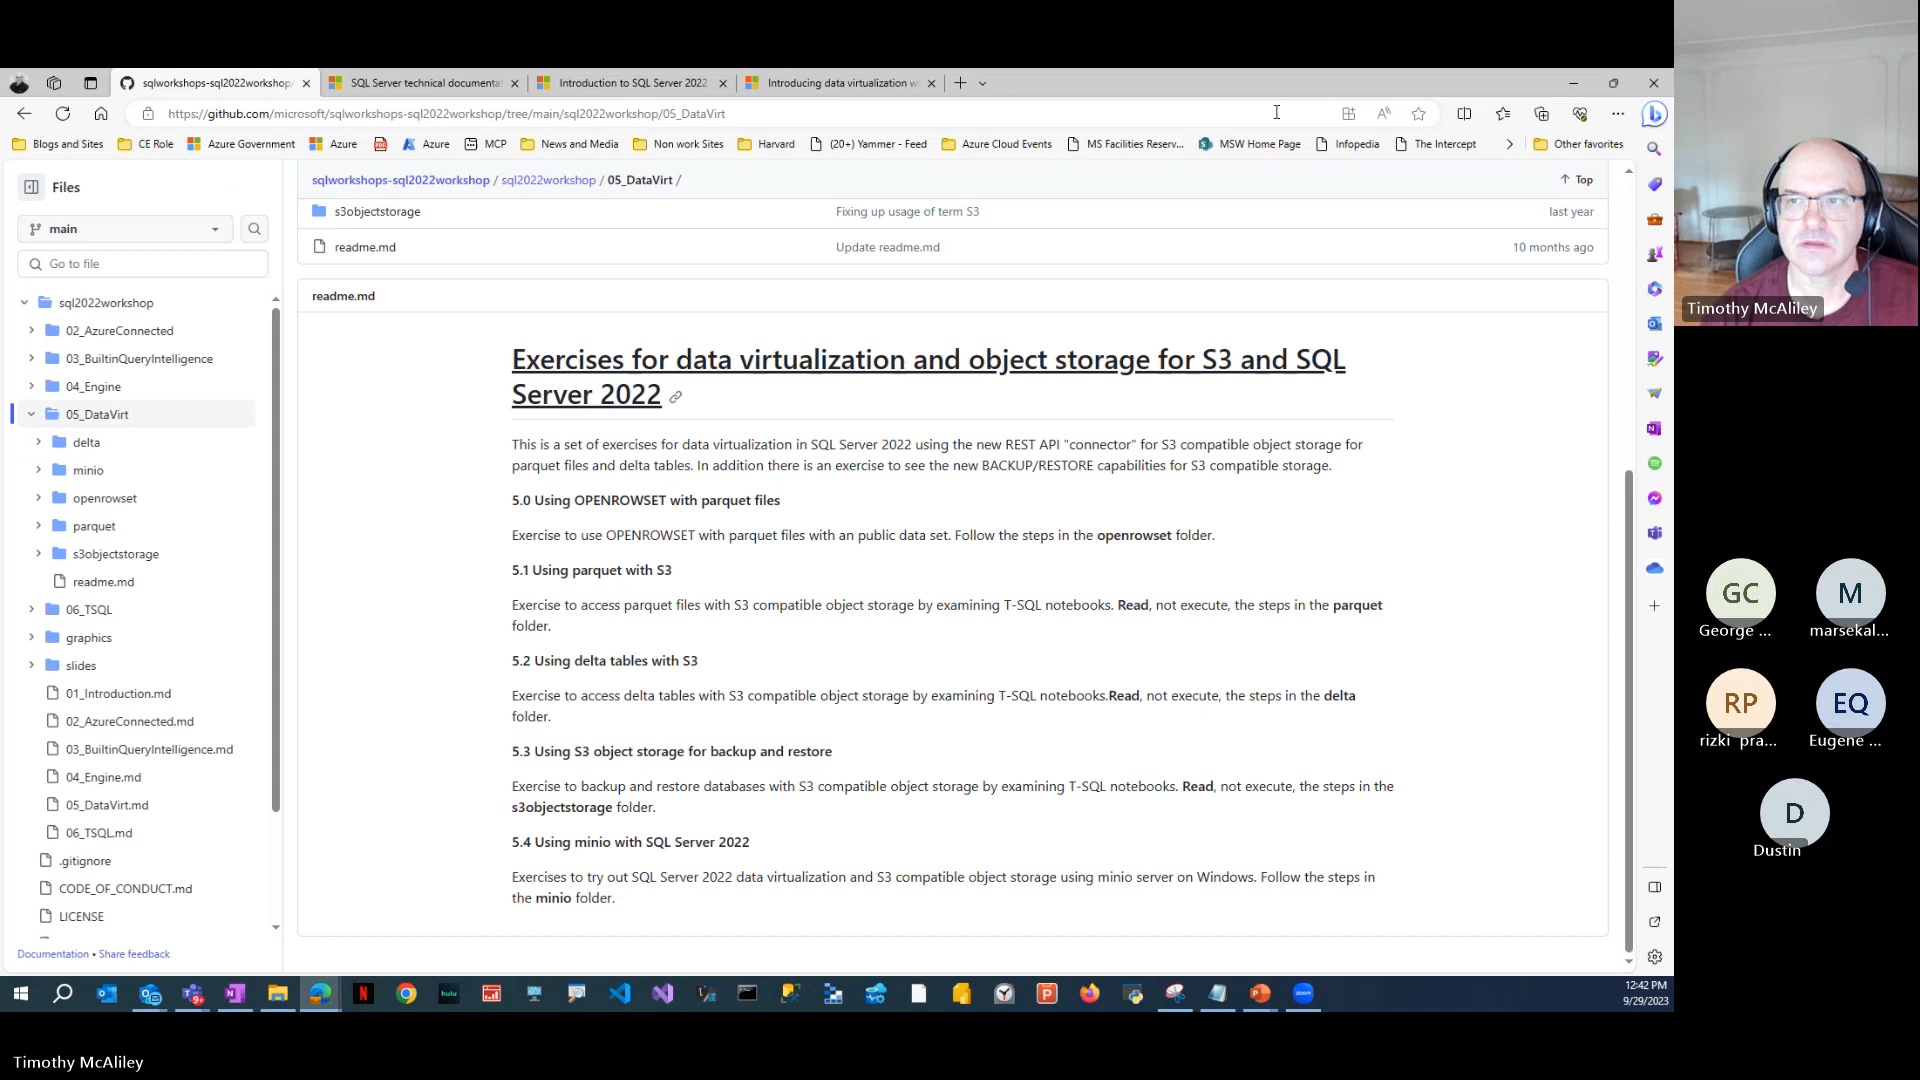 sqlworkshops-sql2022workshop/
SQL Server technical documentat
Introduction to SQL Server 2022
Introducing data virtualization wi
https://github.com/microsoft/sqlworkshops-sql2022workshop/tree/main/sql2022workshop/05_DataVirt
Blogs and Sites
CE Role
Azure Government
Azure
Azure
MCP
News and Media
Non work Sites
Harvard
(20+) Yammer - Feed
Azure Cloud Events
MS Facilities Reserv...
MSW Home Page
Infopedia
The Intercept
Other favorites
Files
main
Go to file
sql2022workshop
02_AzureConnected
03_BuiltinQueryIntelligence
04_Engine
05_DataVirt
delta
minio
openrowset
parquet
s3objectstorage
readme.md
06_TSQL
graphics
slides
01_Introduction.md
02_AzureConnected.md
03_BuiltinQueryIntelligence.md
04_Engine.md
05_DataVirt.md
06_TSQL.md
.gitignore
CODE_OF_CONDUCT.md
LICENSE
Documentation • Share feedback
sqlworkshops-sql2022workshop / sql2022workshop / 05_DataVirt /
Top
s3objectstorage Fixing up usage of term S3 last year
readme.md Update readme.md 10 months ago
readme.md
Exercises for data virtualization and object storage for S3 and SQL
Server 2022
This is a set of exercises for data virtualization in SQL Server 2022 using the new REST API "connector" for S3 compatible object storage for
parquet files and delta tables. In addition there is an exercise to see the new BACKUP/RESTORE capabilities for S3 compatible storage.
5.0 Using OPENROWSET with parquet files
Exercise to use OPENROWSET with parquet files with an public data set. Follow the steps in the openrowset folder.
5.1 Using parquet with S3
Exercise to access parquet files with S3 compatible object storage by examining T-SQL notebooks. Read, not execute, the steps in the parquet
folder.
5.2 Using delta tables with S3
Exercise to access delta tables with S3 compatible object storage by examining T-SQL notebooks.Read, not execute, the steps in the delta
folder.
5.3 Using S3 object storage for backup and restore
Exercise to backup and restore databases with S3 compatible object storage by examining T-SQL notebooks. Read, not execute, the steps in the
s3objectstorage folder.
5.4 Using minio with SQL Server 2022
Exercises to try out SQL Server 2022 data virtualization and S3 compatible object storage using minio server on Windows. Follow the steps in
the minio folder.
hulu
12:42 PM
9/29/2023
Timothy McAliley
GC
George ...
M
marsekal...
RP
rizki pra...
EQ
Eugene ...
D
Dustin
Timothy McAliley